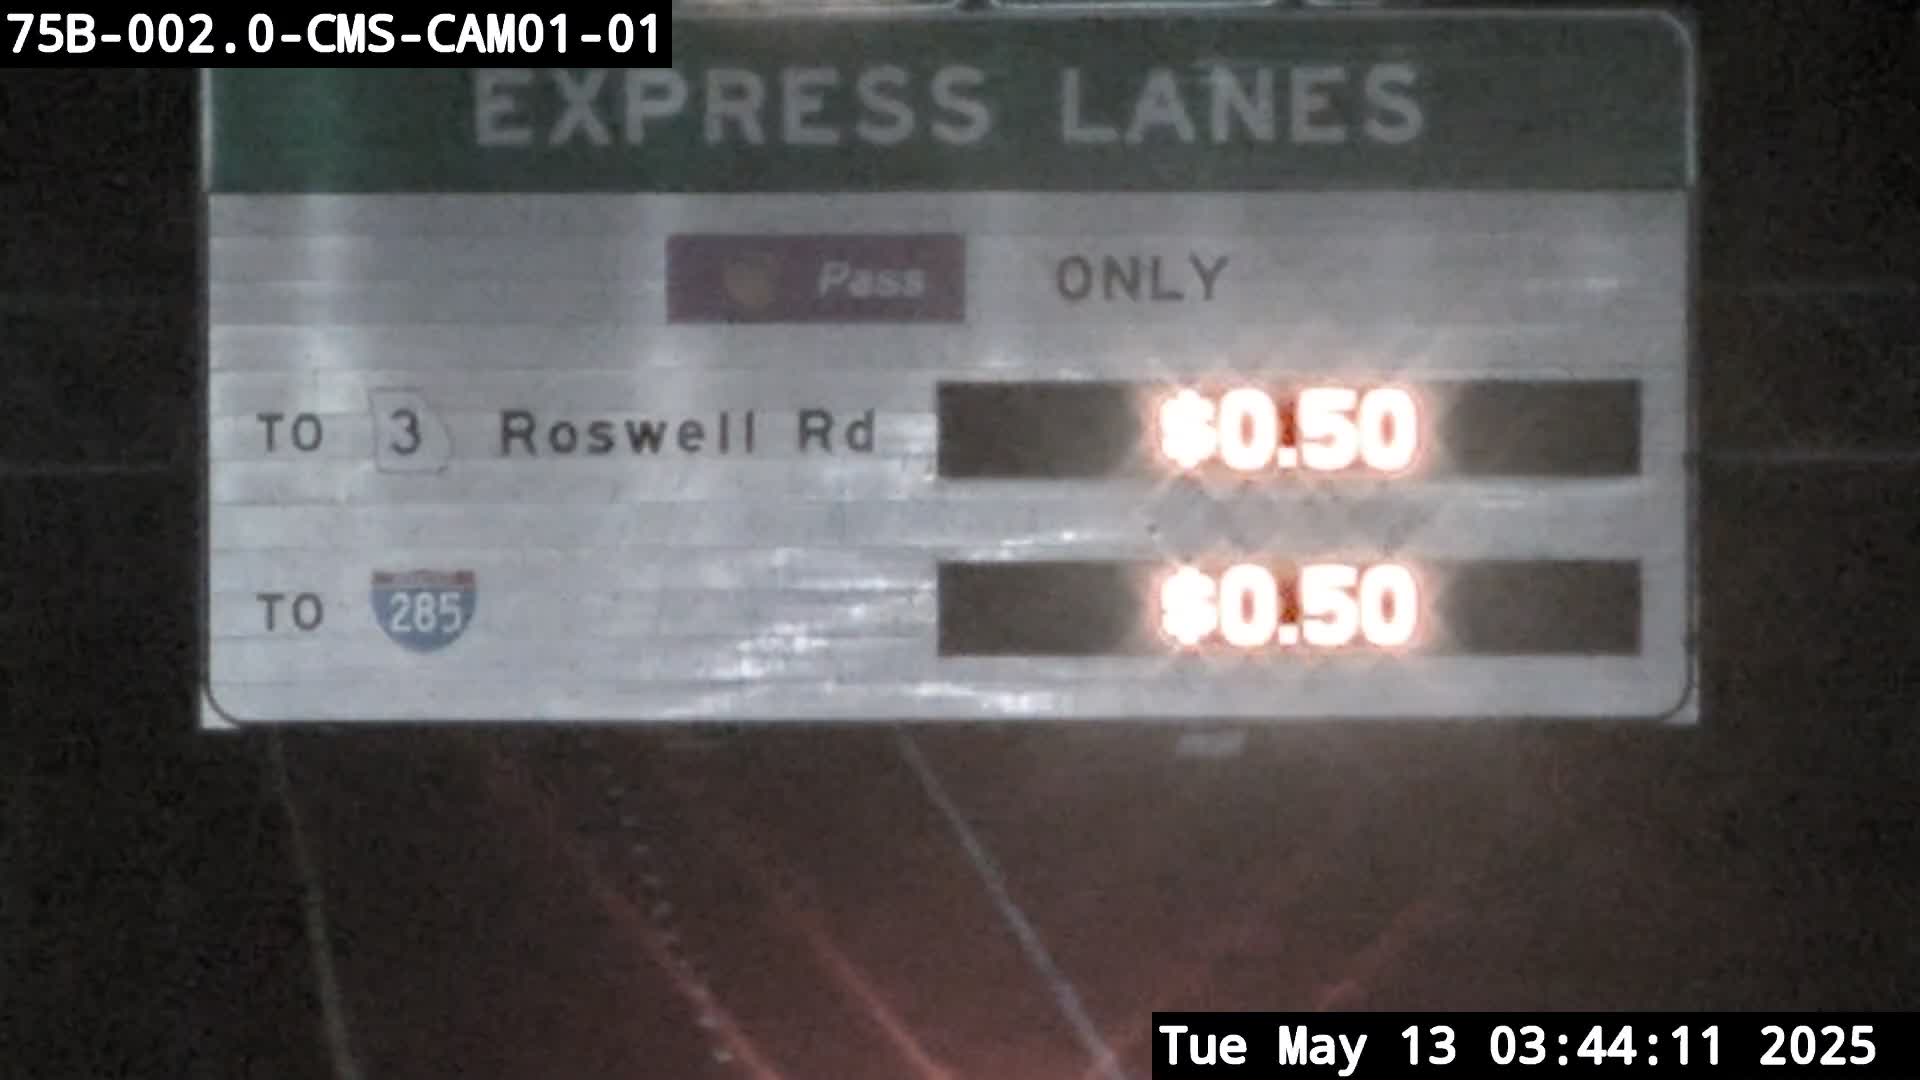 75B-002.0-CMS-CAM01-01
EXPRESS LANES
Pass ONLY
TO 3 Roswell Rd $0.50
TO 285 $0.50
Tue May 13 03:44:11 2025